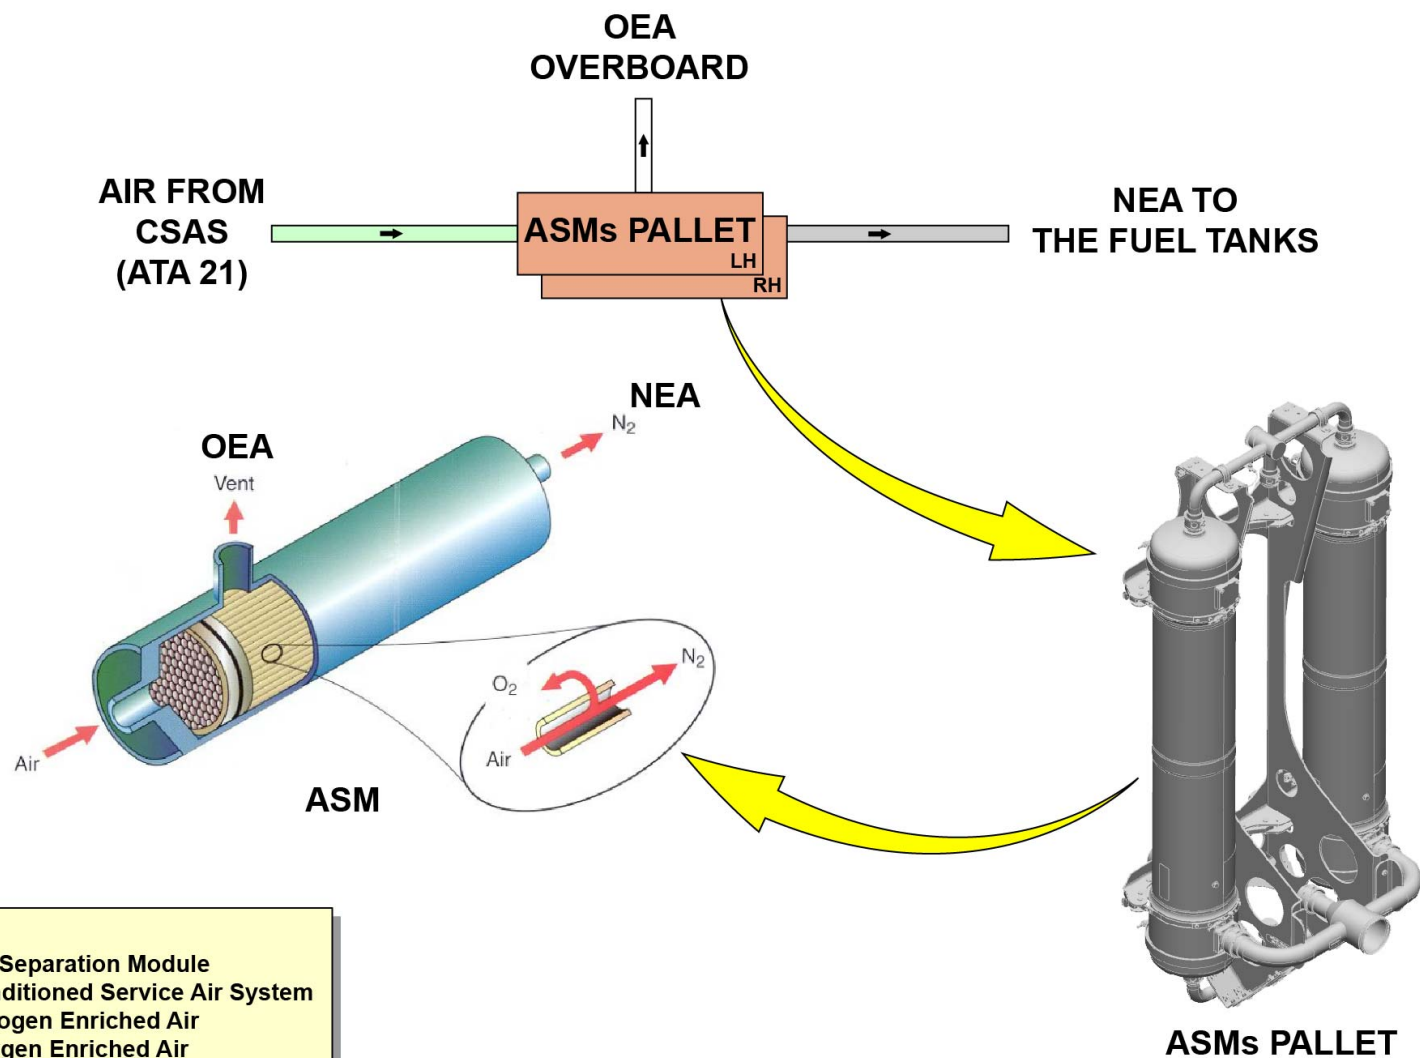 OEA
OVERBOARD
AIR FROM
CSAS
(ATA 21)
ASMs PALLET
LH
RH
NEA TO
THE FUEL TANKS
NEA
N2
OEA
Vent
O2
N2
Air
Air
ASM
Separation Module
nditioned Service Air System
ogen Enriched Air
gen Enriched Air
ASMs PALLET